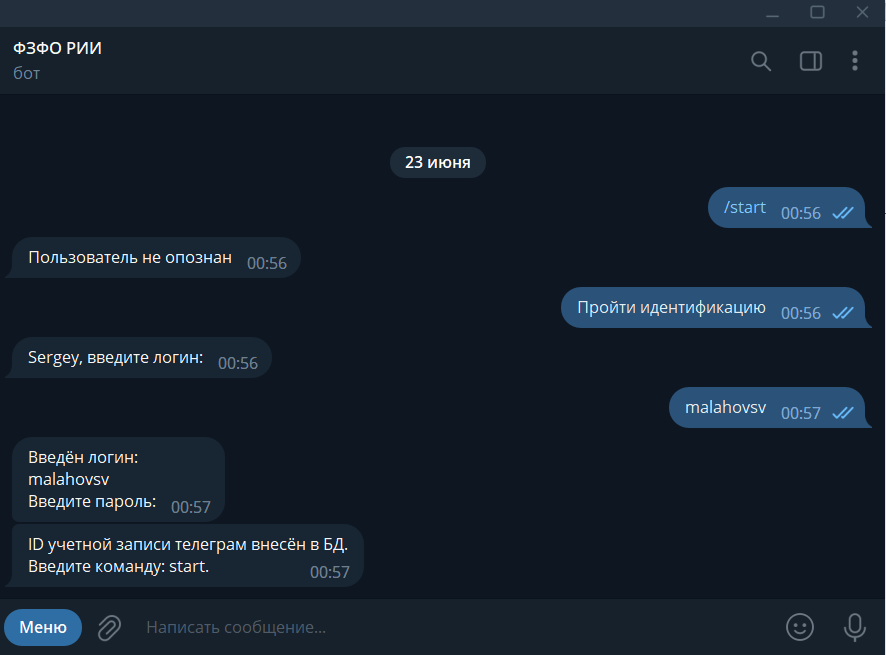 ФЗФО РИИ
бот
23 июня
/start 00:56
Пользователь не опознан 00:56
Пройти идентификацию 00:56
Sergey, введите логин: 00:56
malahovsv 00:57
Введён логин:
malahovsv
Введите пароль: 00:57
ID учетной записи телеграм внесён в БД.
Введите команду: start. 00:57
Меню Написать сообщение...